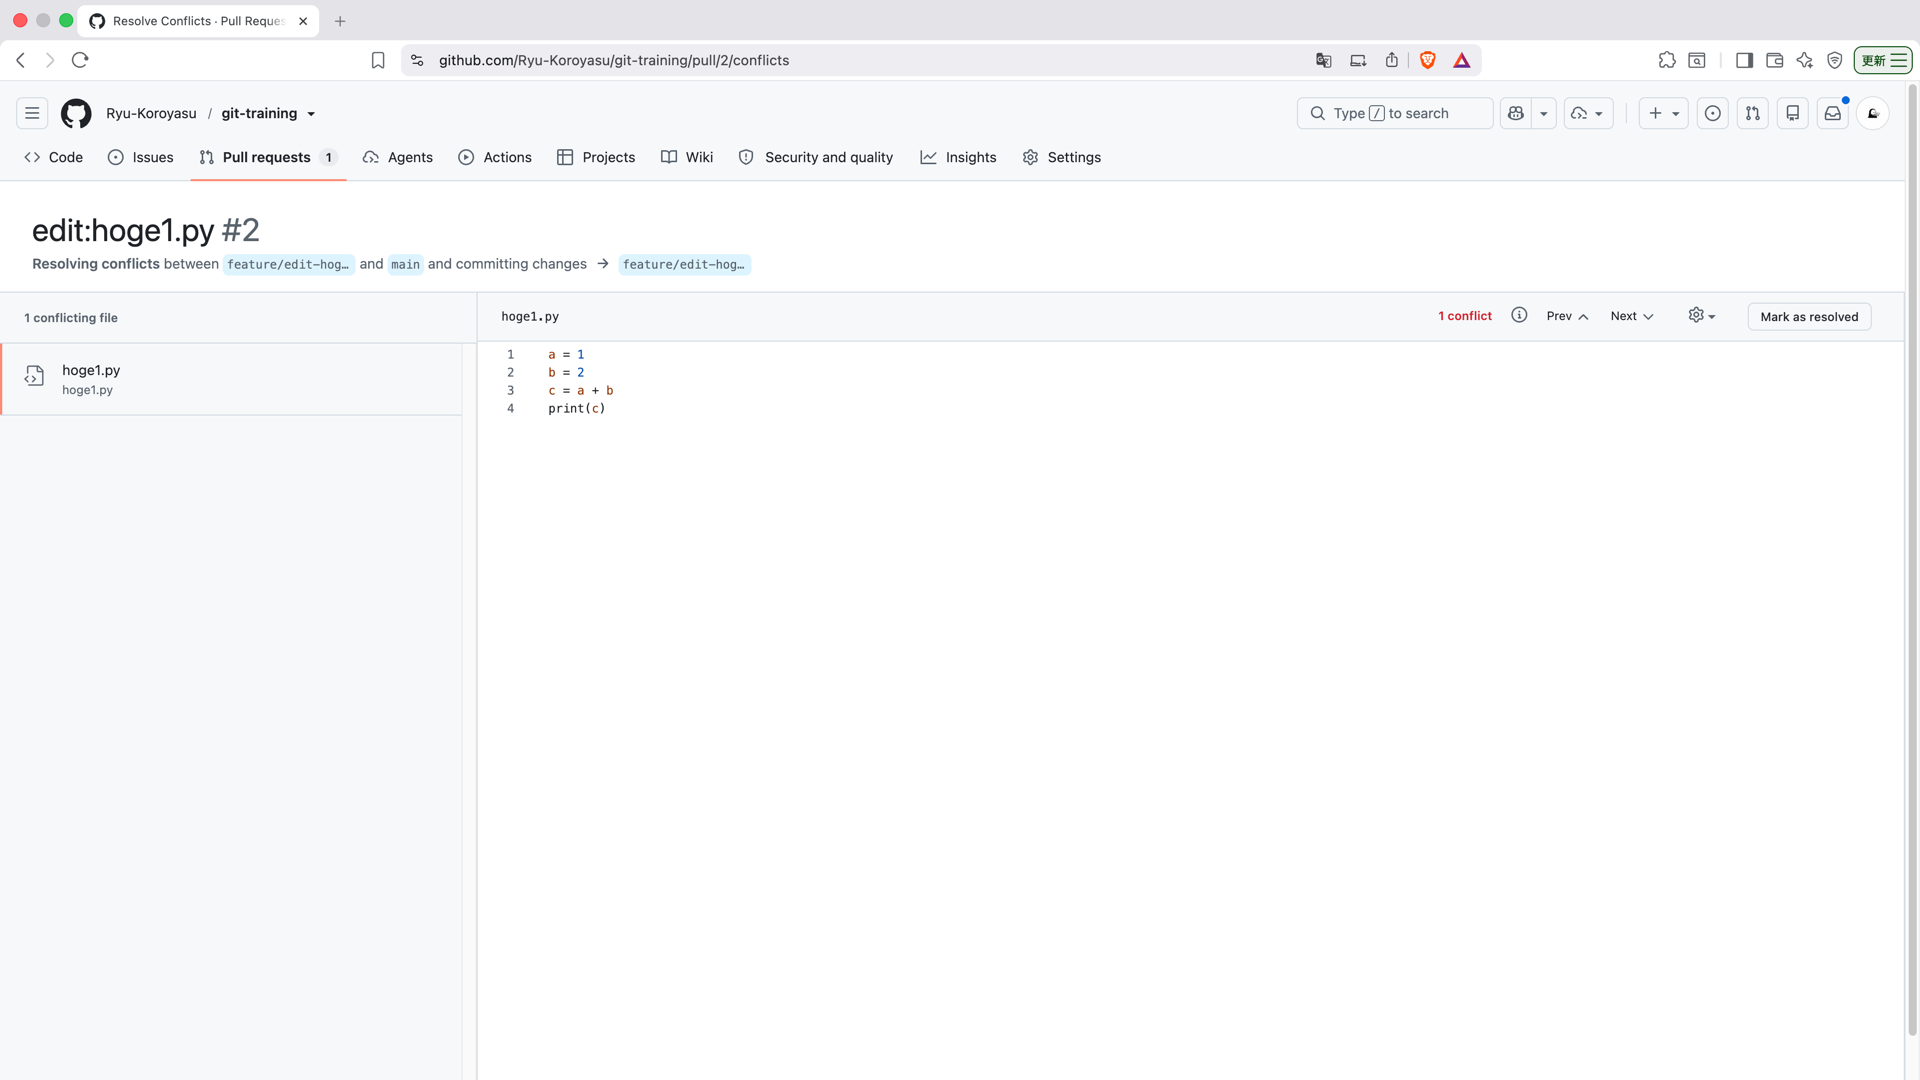 Resolve Conflicts · Pull Reques
github.com/Ryu-Koroyasu/git-training/pull/2/conflicts
更新
Ryu-Koroyasu / git-training
Type / to search
Code
Issues
Pull requests 1
Agents
Actions
Projects
Wiki
Security and quality
Insights
Settings
edit:hoge1.py #2
Resolving conflicts between feature/edit-hog… and main and committing changes → feature/edit-hog…
1 conflicting file
hoge1.py
hoge1.py
hoge1.py
1 conflict
Prev
Next
Mark as resolved
1 a = 1
2 b = 2
3 c = a + b
4 print(c)